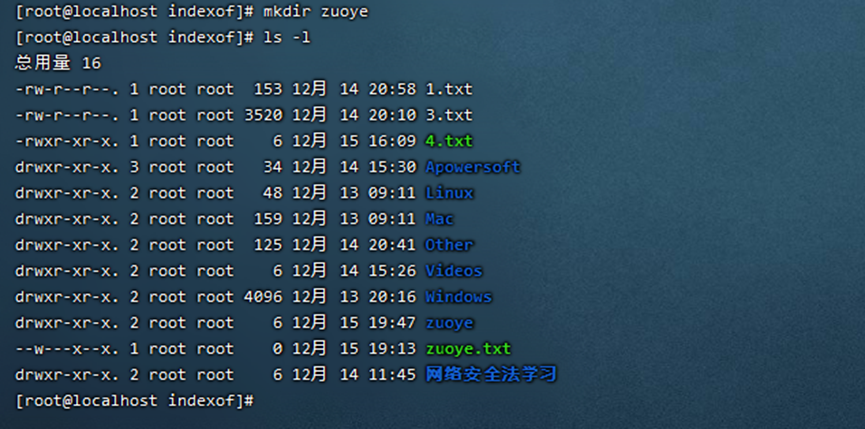 [root@localhost indexof]# mkdir zuoye
[root@localhost indexof]# ls -l
总用量 16
-rw-r--r--. 1 root root  153 12月  14 20:58 1.txt
-rw-r--r--. 1 root root 3520 12月  14 20:10 3.txt
-rwxr-xr-x. 1 root root    6 12月  15 16:09 4.txt
drwxr-xr-x. 3 root root   34 12月  14 15:30 Apowersoft
drwxr-xr-x. 2 root root   48 12月  13 09:11 Linux
drwxr-xr-x. 2 root root  159 12月  13 09:11 Mac
drwxr-xr-x. 2 root root  125 12月  14 20:41 Other
drwxr-xr-x. 2 root root    6 12月  14 15:26 Videos
drwxr-xr-x. 2 root root 4096 12月  13 20:16 Windows
drwxr-xr-x. 2 root root    6 12月  15 19:47 zuoye
--w---x--x. 1 root root    0 12月  15 19:13 zuoye.txt
drwxr-xr-x. 2 root root    6 12月  14 11:45 网络安全法学习
[root@localhost indexof]#